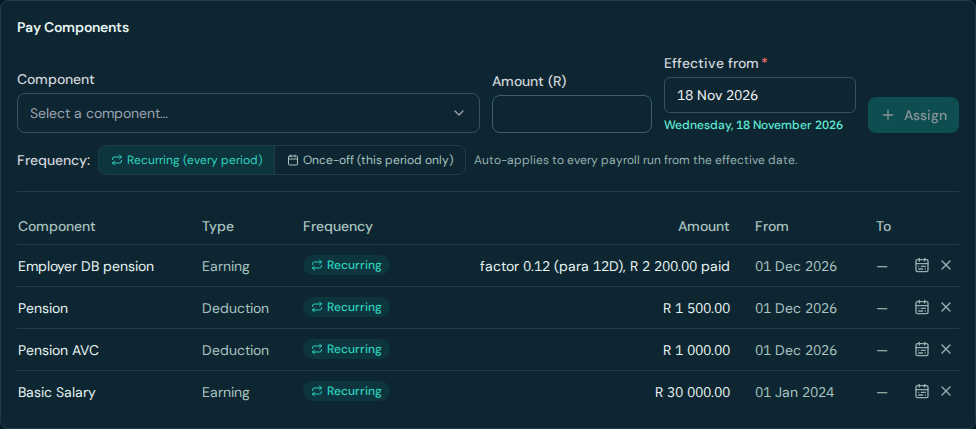 Pay Components
Component
Amount (R)
Effective from *
Select a component...
18 Nov 2026
Assign
Wednesday, 18 November 2026
Frequency: Recurring (every period) Once-off (this period only) Auto-applies to every payroll run from the effective date.
Component Type Frequency Amount From To
Employer DB pension Earning Recurring factor 0.12 (para 12D), R 2 200.00 paid 01 Dec 2026 —
Pension Deduction Recurring R 1 500.00 01 Dec 2026 —
Pension AVC Deduction Recurring R 1 000.00 01 Dec 2026 —
Basic Salary Earning Recurring R 30 000.00 01 Jan 2024 —